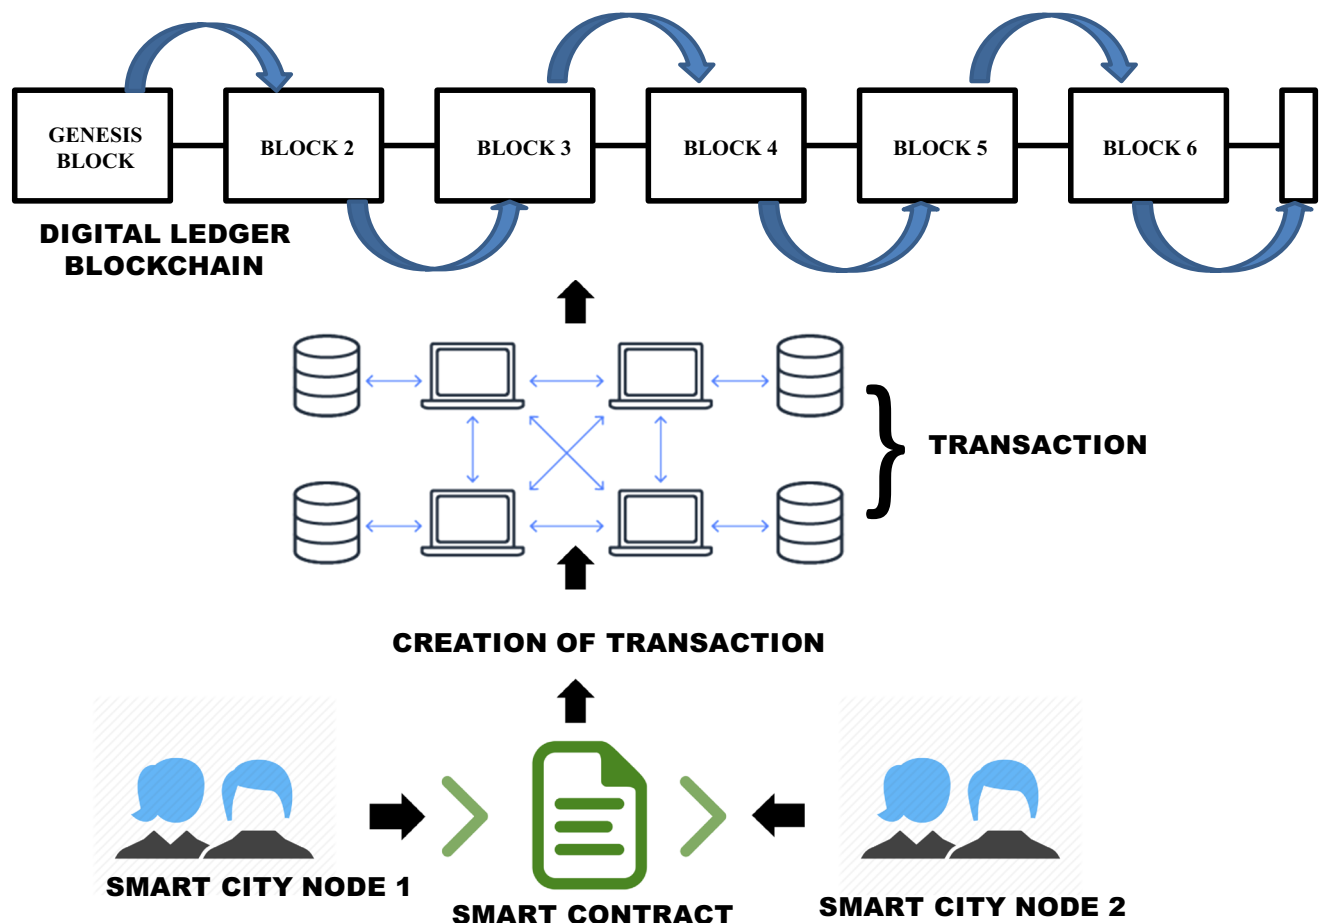 GENESIS
BLOCK
BLOCK 2
BLOCK 3
BLOCK 4
BLOCK 5
BLOCK 6
DIGITAL LEDGER
BLOCKCHAIN
TRANSACTION
CREATION OF TRANSACTION
SMART CITY NODE 1
SMART CONTRACT
SMART CITY NODE 2